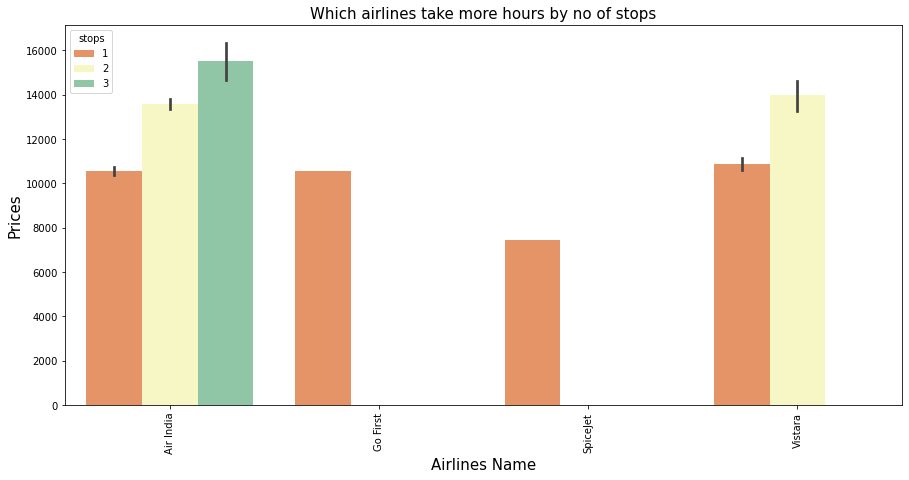 Which airlines take more hours by no of stops
stops
1
2
3
16000
14000
12000
10000
8000
6000
4000
2000
0
Prices
Air India
Go First
SpiceJet
Vistara
Airlines Name